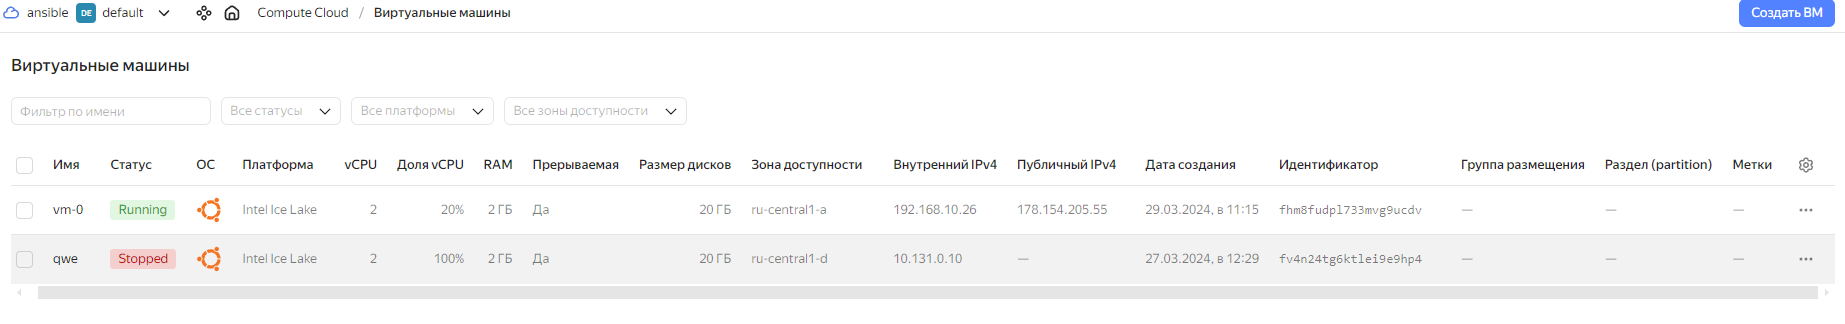 ansible DE default Compute Cloud / Виртуальные машины Создать ВМ
Виртуальные машины
Фильтр по имени Все статусы Все платформы Все зоны доступности
Имя Статус ОС Платформа vCPU Доля vCPU RAM Прерываемая Размер дисков Зона доступности Внутренний IPv4 Публичный IPv4 Дата создания Идентификатор Группа размещения Раздел (partition) Метки
vm-0 Running Intel Ice Lake 2 20% 2 ГБ Да 20 ГБ ru-central1-a 192.168.10.26 178.154.205.55 29.03.2024, в 11:15 fhm8fudpl733mvg9ucdv — — —
qwe Stopped Intel Ice Lake 2 100% 2 ГБ Да 20 ГБ ru-central1-d 10.131.0.10 — 27.03.2024, в 12:29 fv4n24tg6ktlei9e9hp4 — — —